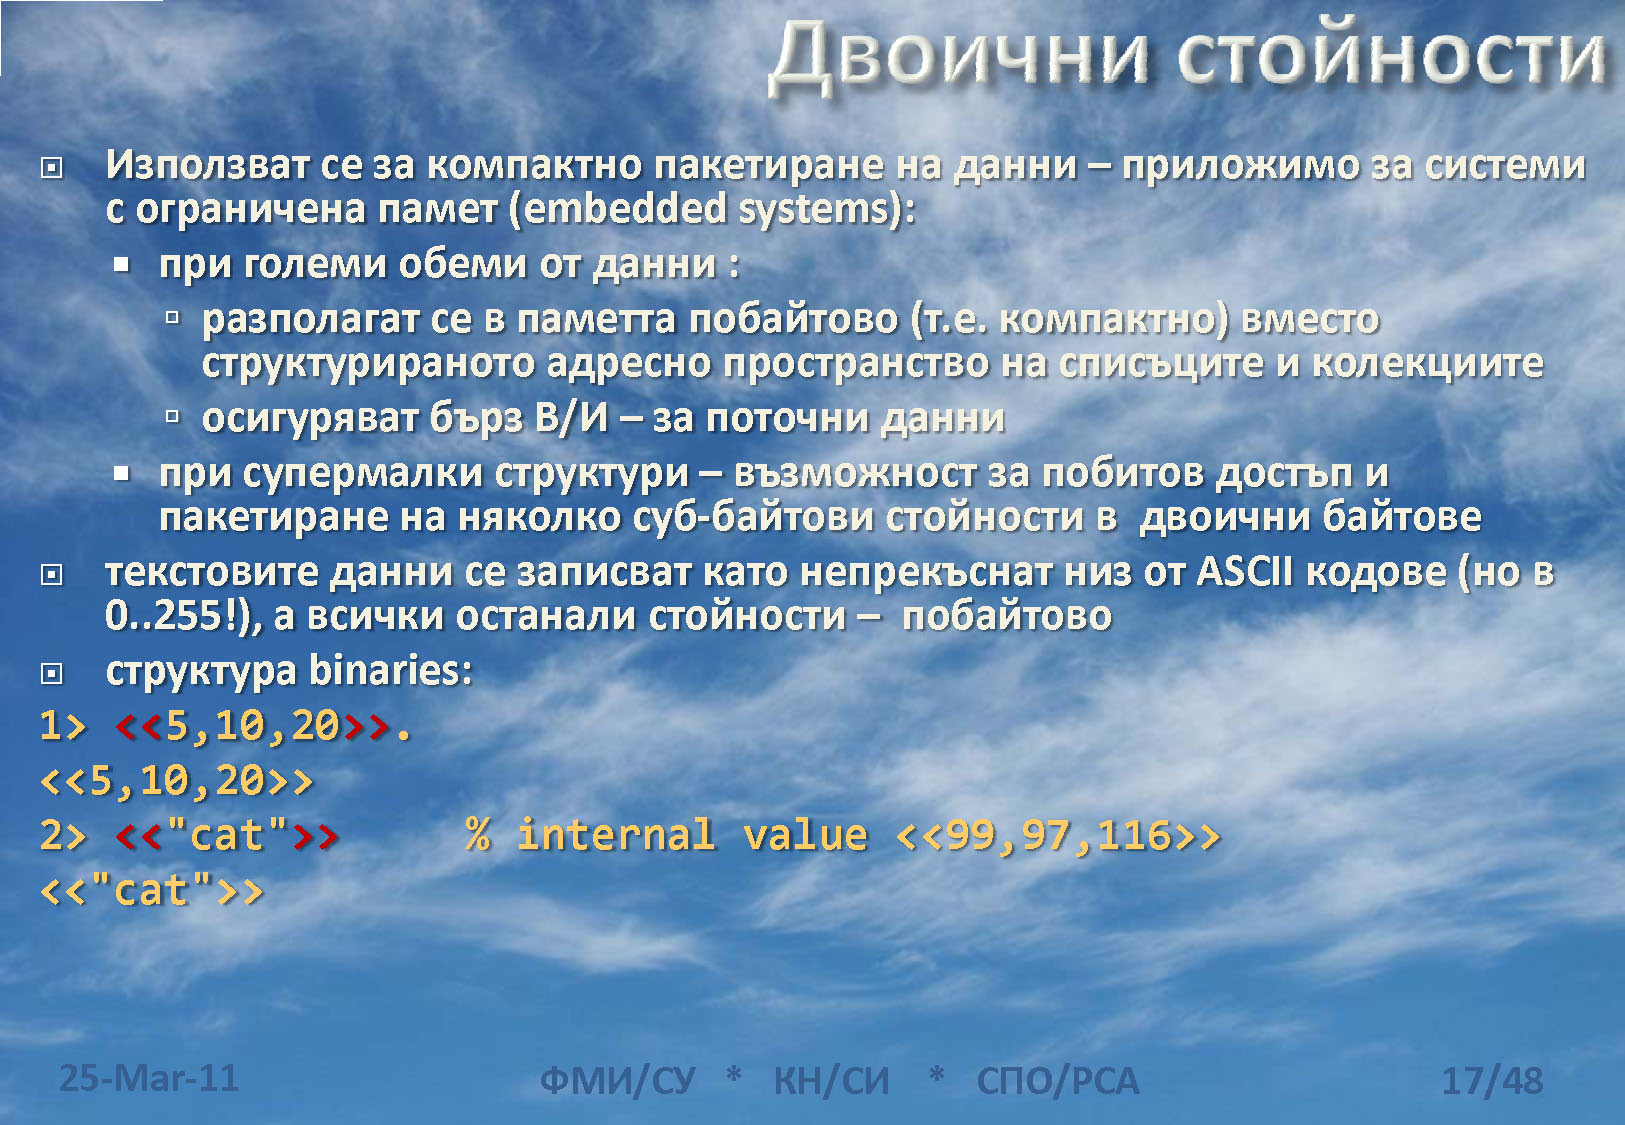 Двоични стойности
Използват се за компактно пакетиране на данни – приложимо за системи
с ограничена памет (embedded systems):
при големи обеми от данни :
разполагат се в паметта побайтово (т.е. компактно) вместо
структурираното адресно пространство на списъците и колекциите
осигуряват бърз В/И – за поточни данни
при супермалки структури – възможност за побитов достъп и
пакетиране на няколко суб-байтови стойности в двоични байтове
текстовите данни се записват като непрекъснат низ от ASCII кодове (но в
0..255!), а всички останали стойности – побайтово
структура binaries:
1> <<5,10,20>>.
<<5,10,20>>
2> <<"cat">> % internal value <<99,97,116>>
<<"cat">>
25-Mar-11 ФМИ/СУ * КН/СИ * СПО/РСА 17/48